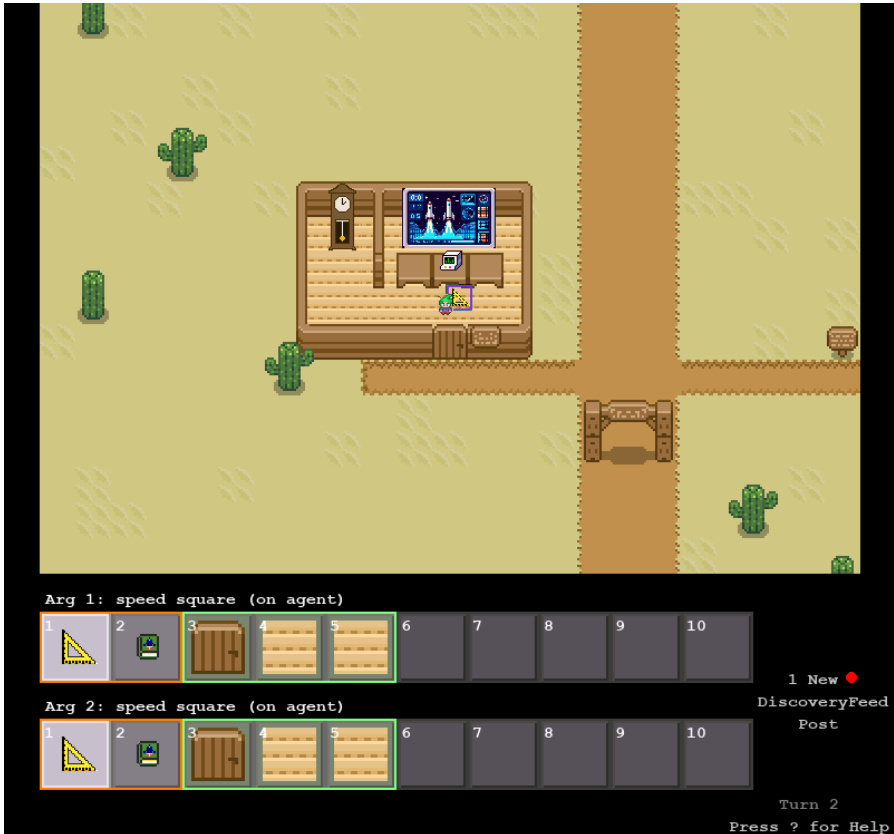 Arg 1: speed square (on agent)
1 2 3 4 5 6 7 8 9 10
1 New
DiscoveryFeed
Post
Arg 2: speed square (on agent)
1 2 3 4 5 6 7 8 9 10
Turn 2
Press ? for Help